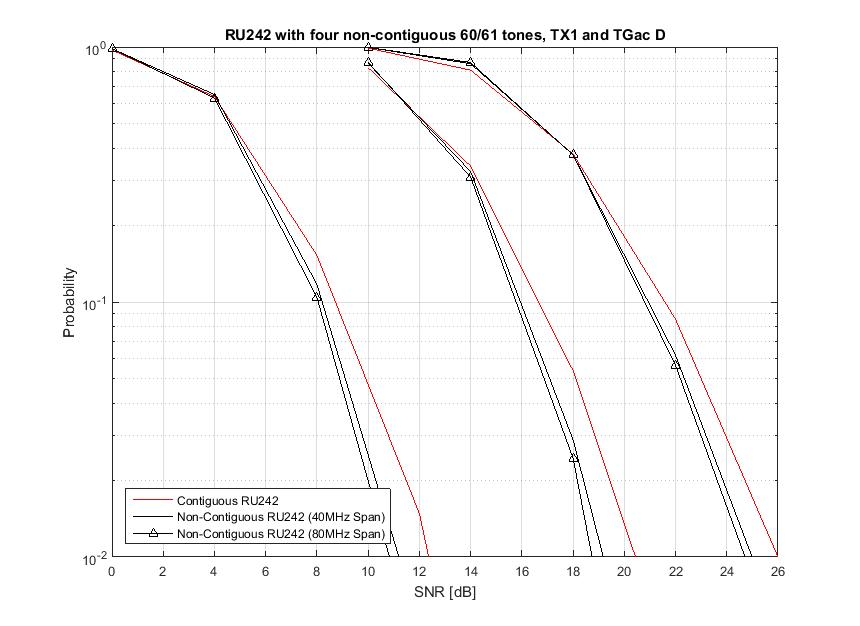 RU242 with four non-contiguous 60/61 tones, TX1 and TGac D
10^0
10^-1
10^-2
Probability
Contiguous RU242
Non-Contiguous RU242 (40MHz Span)
Non-Contiguous RU242 (80MHz Span)
0 2 4 6 8 10 12 14 16 18 20 22 24 26
SNR [dB]